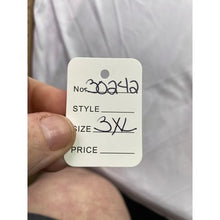 No: 30242
STYLE
SIZE 3XL
PRICE